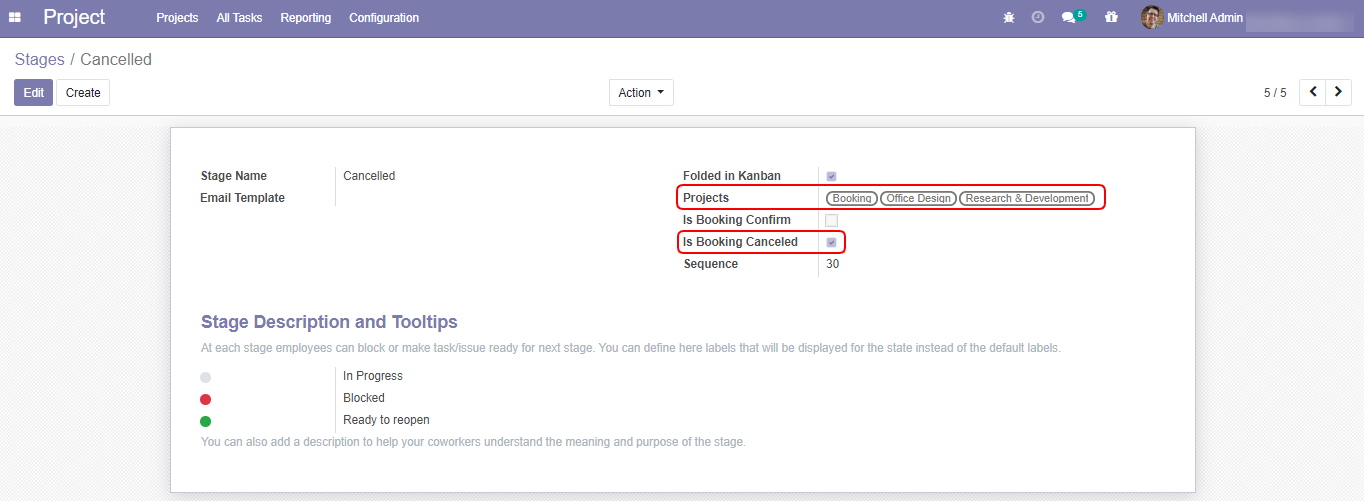 Project Projects All Tasks Reporting Configuration 5 Mitchell Admin
Stages / Cancelled
Edit Create Action 5 / 5
Stage Name Cancelled Folded in Kanban
Email Template Projects Booking Office Design Research & Development
Is Booking Confirm
Is Booking Canceled
Sequence 30
Stage Description and Tooltips
At each stage employees can block or make task/issue ready for next stage. You can define here labels that will be displayed for the state instead of the default labels.
In Progress
Blocked
Ready to reopen
You can also add a description to help your coworkers understand the meaning and purpose of the stage.